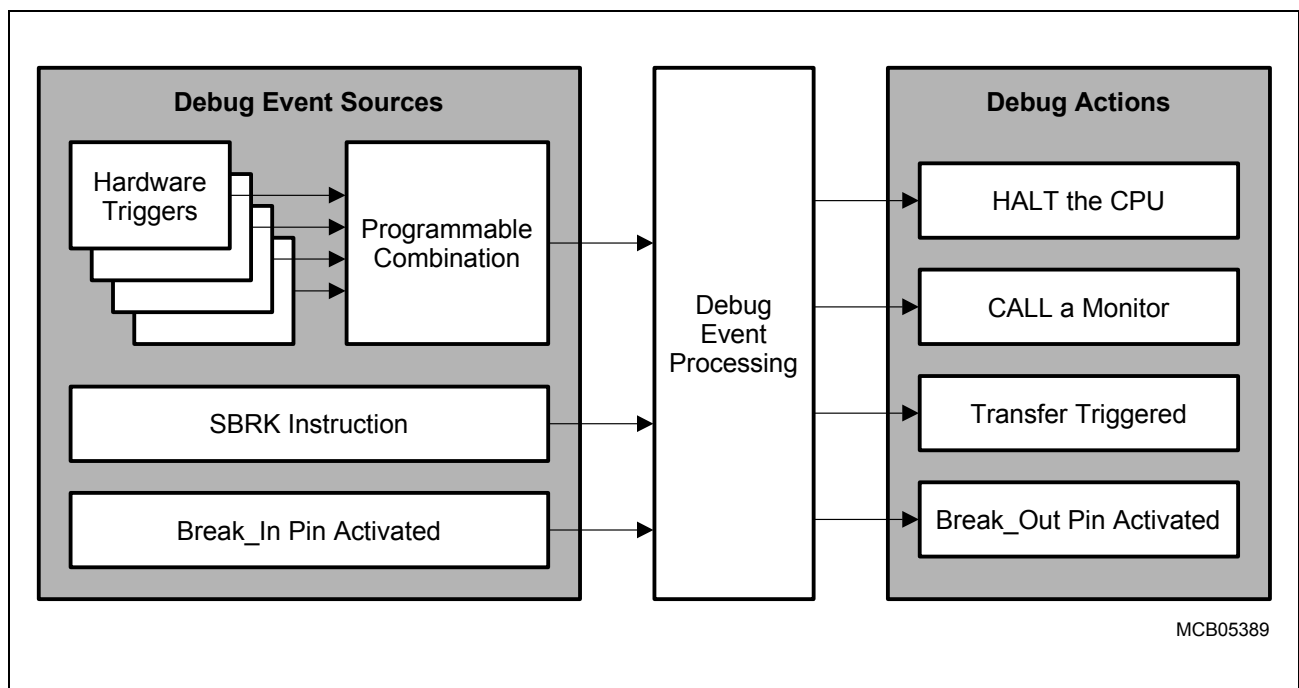 Debug Event Sources
Hardware
Triggers
Programmable
Combination
SBRK Instruction
Break_In Pin Activated
Debug
Event
Processing
Debug Actions
HALT the CPU
CALL a Monitor
Transfer Triggered
Break_Out Pin Activated
MCB05389